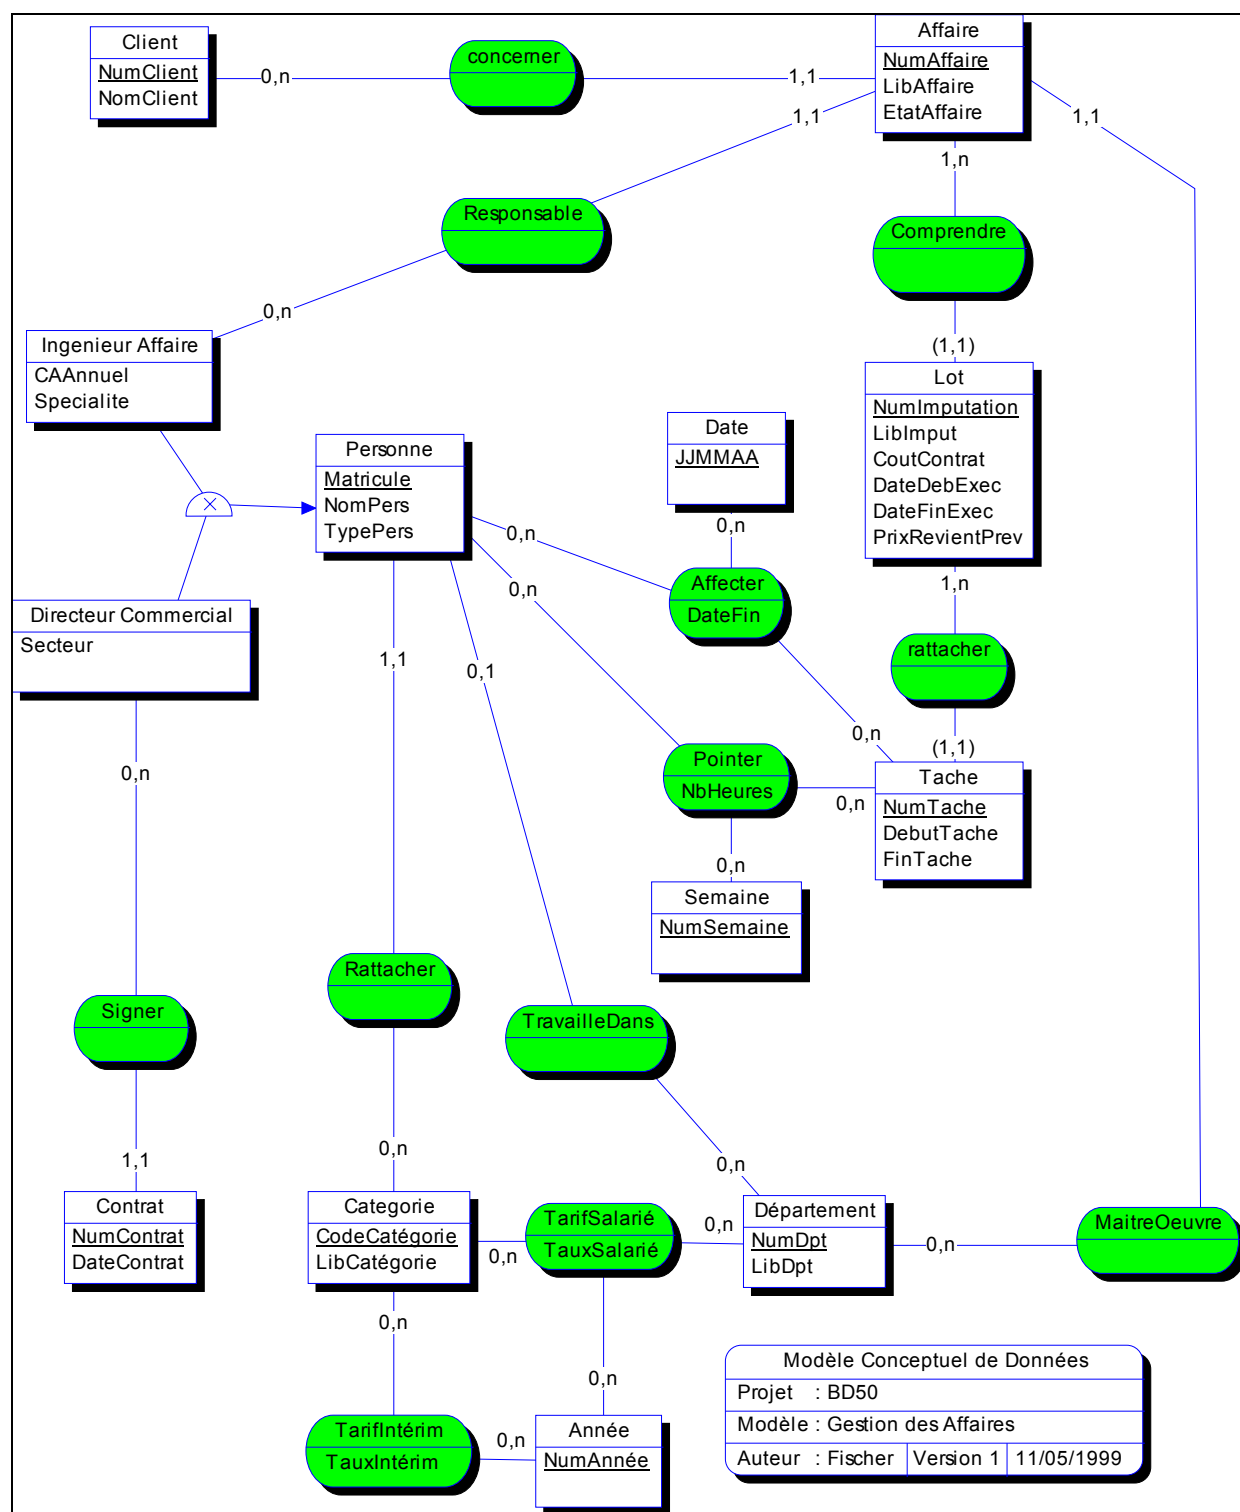 Client
NumClient
NomClient
0,n
concerner
1,1
Affaire
NumAffaire
LibAffaire
EtatAffaire
1,1
1,1
1,n
Responsable
0,n
Comprendre
(1,1)
Ingenieur Affaire
CAAnnuel
Specialite
Lot
NumImputation
LibImput
CoutContrat
DateDebExec
DateFinExec
PrixRevientPrev
Date
JJMMAA
0,n
Personne
Matricule
NomPers
TypePers
X
0,n
0,n
Affecter
DateFin
1,n
rattacher
Directeur Commercial
Secteur
1,1
0,1
0,n
(1,1)
0,n
Pointer
NbHeures
0,n
Tache
NumTache
DebutTache
FinTache
0,n
Semaine
NumSemaine
Rattacher
Signer
TravailleDans
0,n
0,n
1,1
Contrat
NumContrat
DateContrat
Categorie
CodeCatégorie
LibCatégorie
0,n
TarifSalarié
TauxSalarié
0,n
Département
NumDpt
LibDpt
0,n
MaitreOeuvre
0,n
0,n
TarifIntérim
TauxIntérim
0,n
Année
NumAnnée
Modèle Conceptuel de Données
Projet : BD50
Modèle : Gestion des Affaires
Auteur : Fischer Version 1 11/05/1999